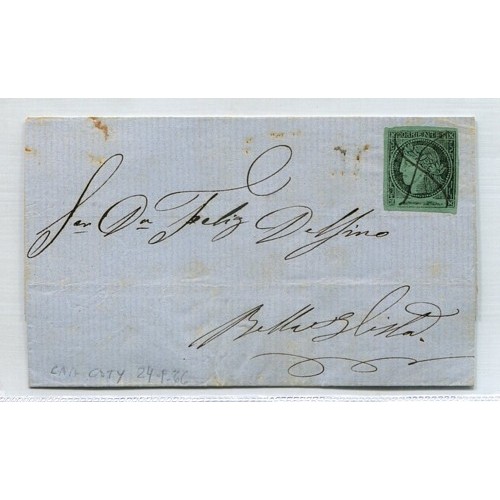 CORRIENTES
Sor Dn Feliz Delfino
Bella Vista